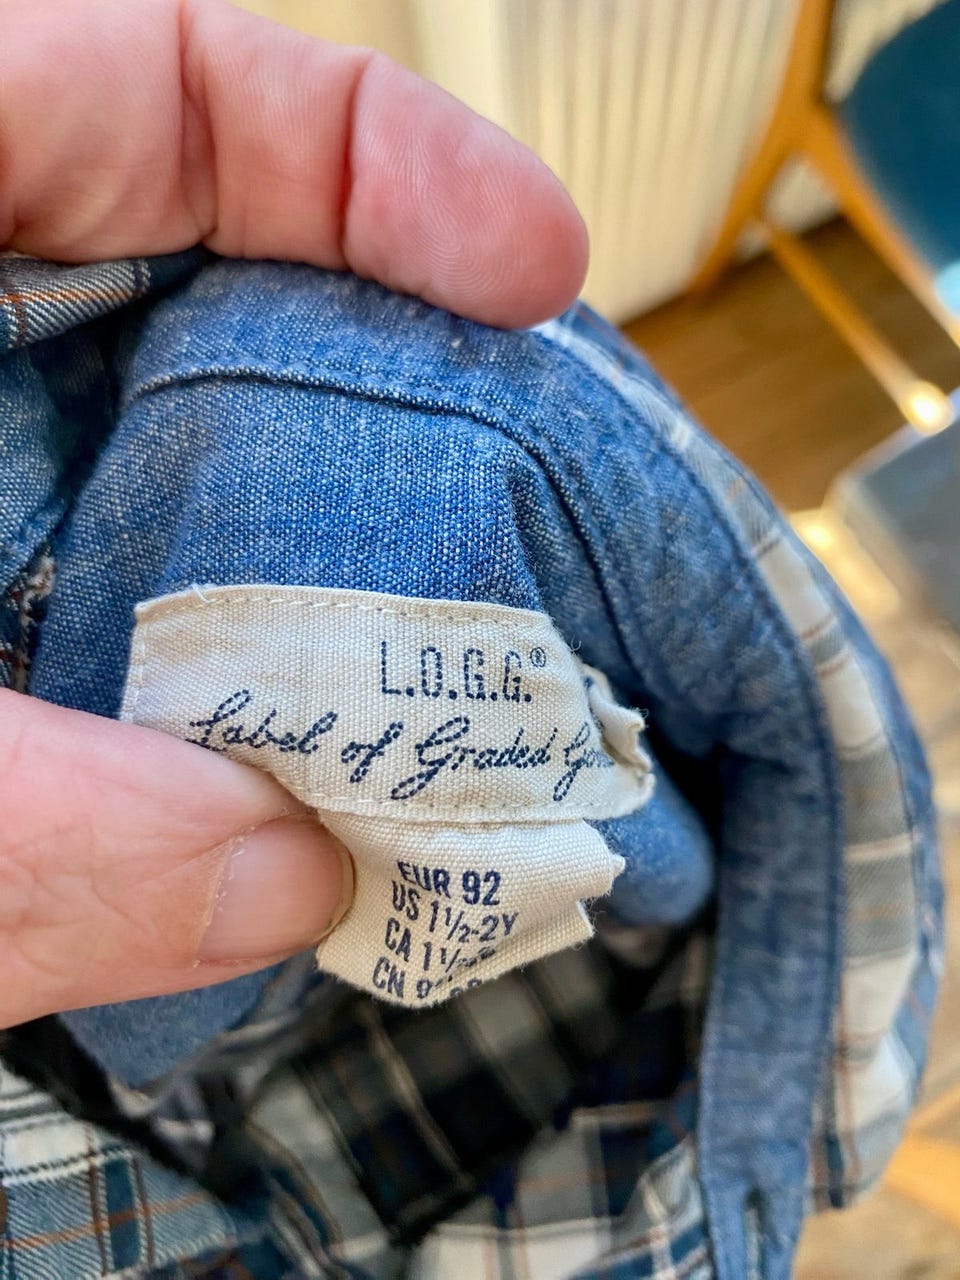 L.O.G.G.®
Label of Graded
EUR 92
US 1½-2Y
CA 1½
CN